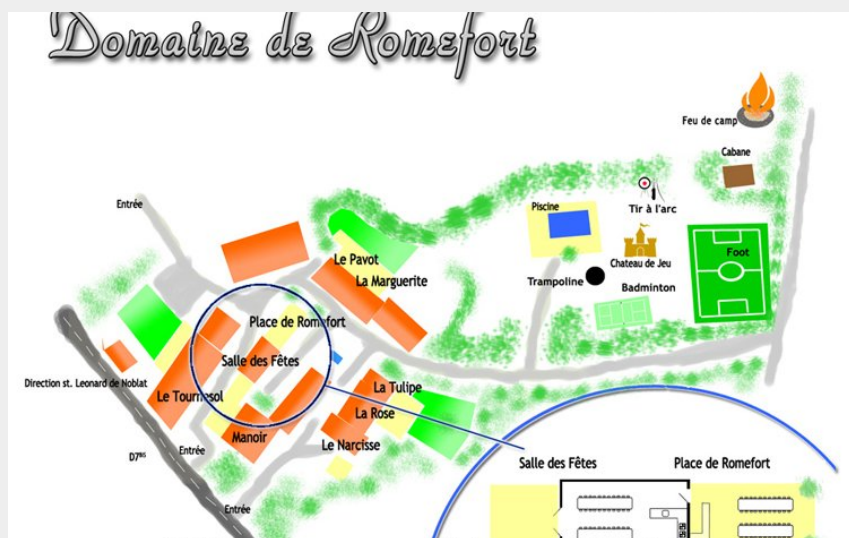 Domaine de Romefort
Feu de camp
Cabane
Entrée
Piscine
Tir à l'arc
Le Pavot
Chateau de Jeu
Foot
La Marguerite
Trampoline
Badminton
Place de Romefort
Salle des Fêtes
Direction st. Leonard de Noblat
Le Tournesol
La Tulipe
La Rose
Manoir
Le Narcisse
Entrée
D7BIS
Entrée
Salle des Fêtes
Place de Romefort